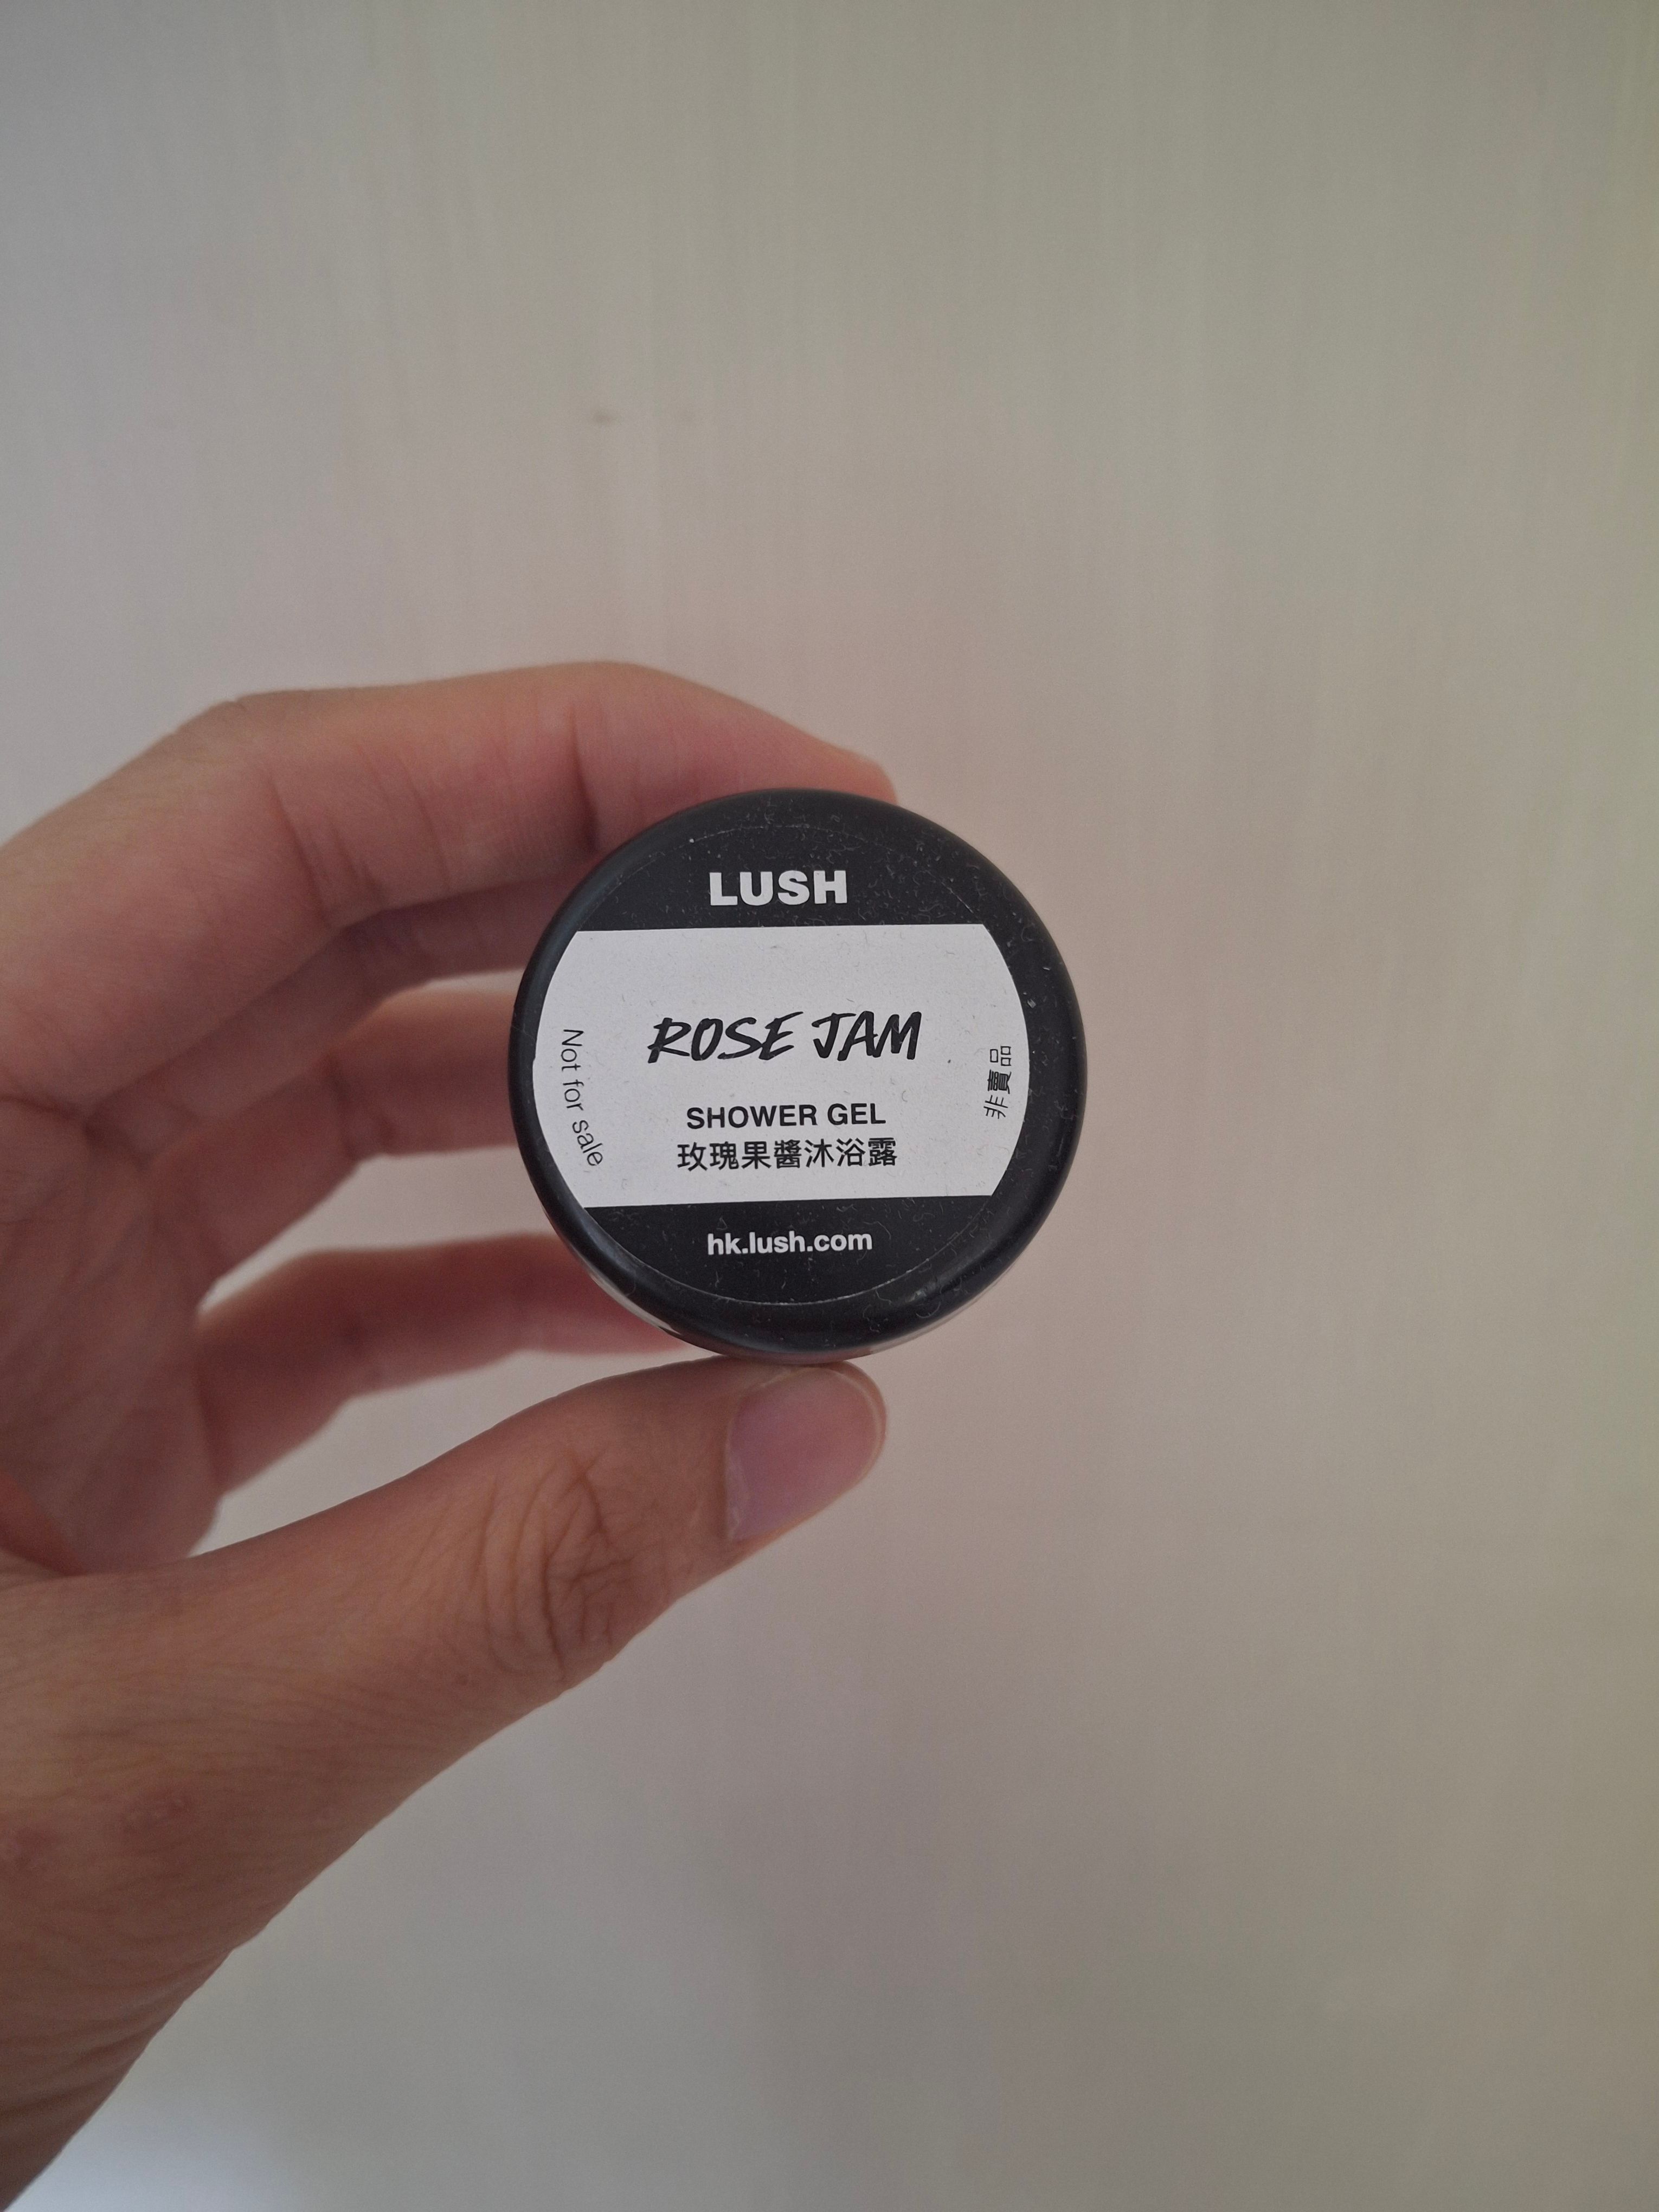 LUSH
ROSE JAM
SHOWER GEL
玫瑰果醬沐浴露
Not for sale
非賣品
hk.lush.com